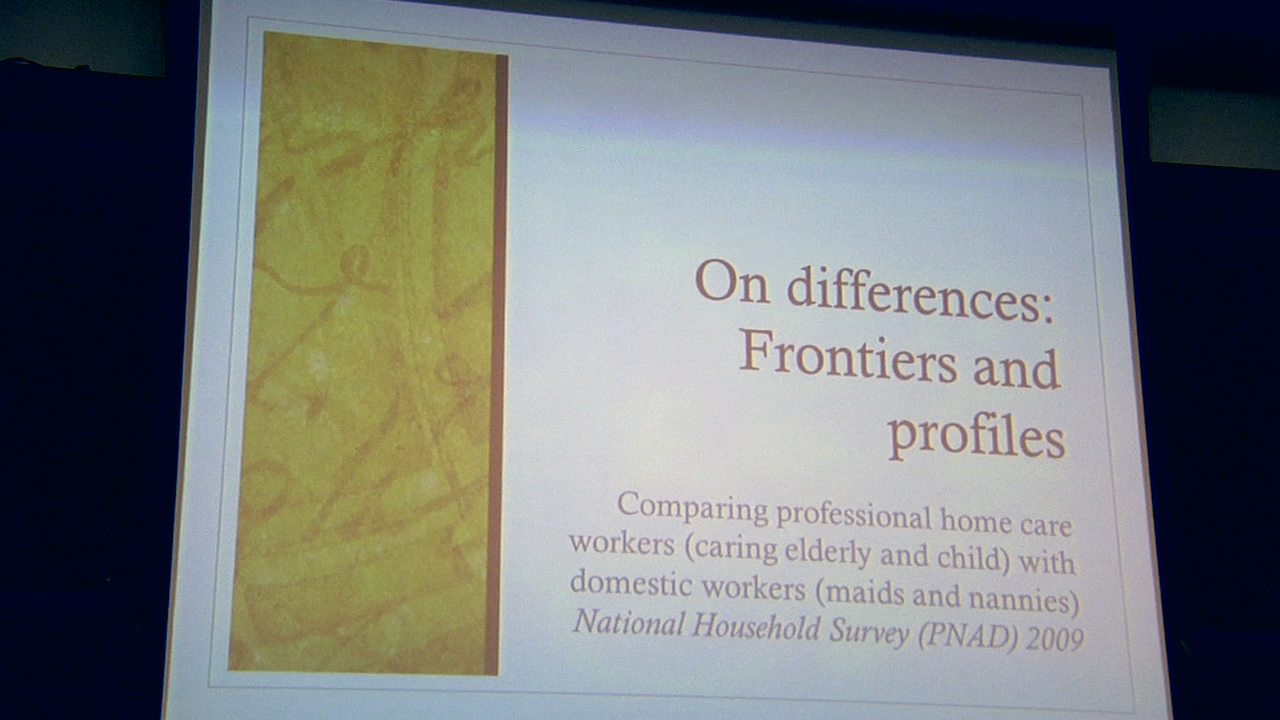 On differences:
Frontiers and
profiles
Comparing professional home care
workers (caring elderly and child) with
domestic workers (maids and nannies)
National Household Survey (PNAD) 2009